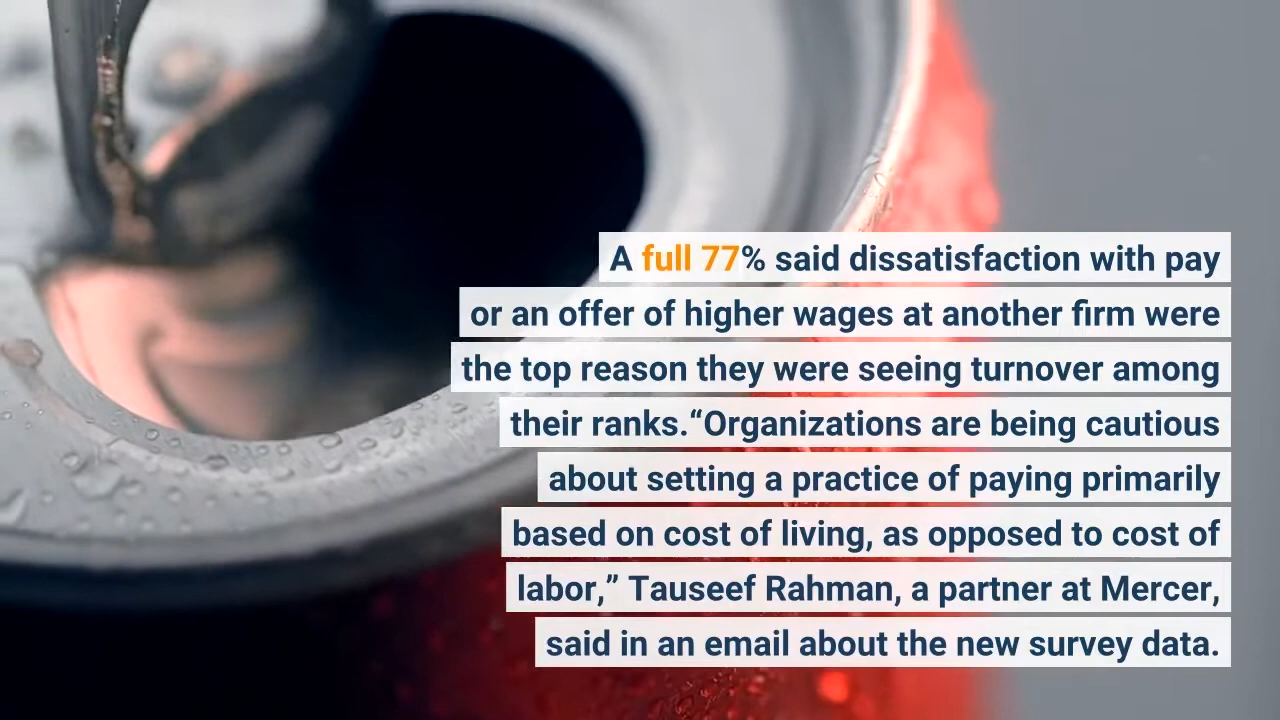 A full 77% said dissatisfaction with pay
or an offer of higher wages at another firm were
the top reason they were seeing turnover among
their ranks.“Organizations are being cautious
about setting a practice of paying primarily
based on cost of living, as opposed to cost of
labor,” Tauseef Rahman, a partner at Mercer,
said in an email about the new survey data.